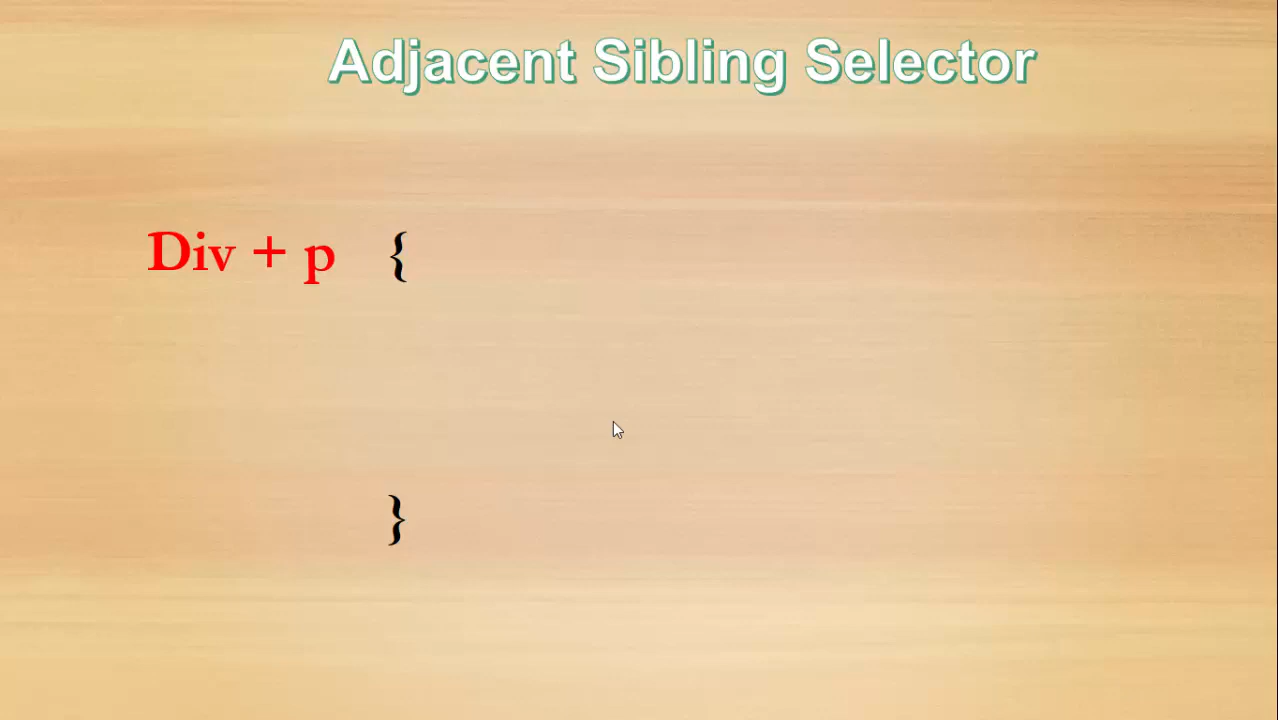 Adjacent Sibling Selector
Div + p {
}